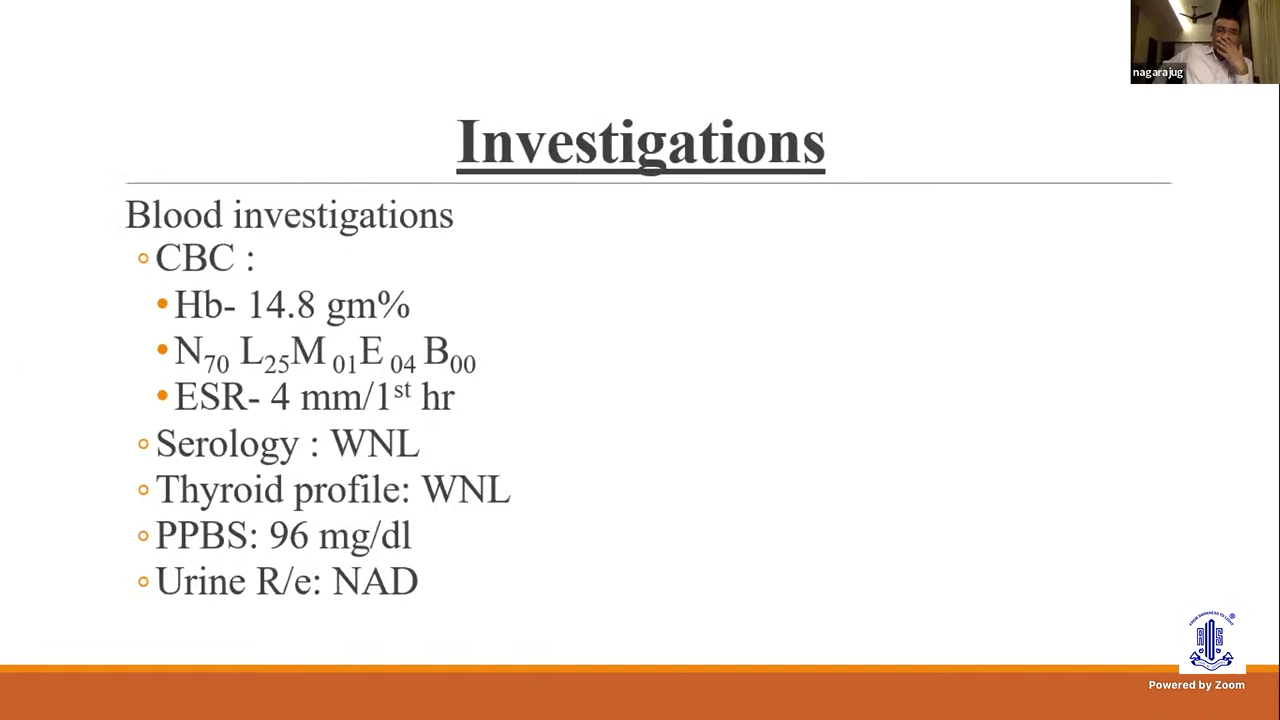 nagarajug
Investigations
Blood investigations
CBC :
Hb- 14.8 gm%
N70 L25M 01E 04 B00
ESR- 4 mm/1st hr
Serology : WNL
Thyroid profile: WNL
PPBS: 96 mg/dl
Urine R/e: NAD
Powered by Zoom